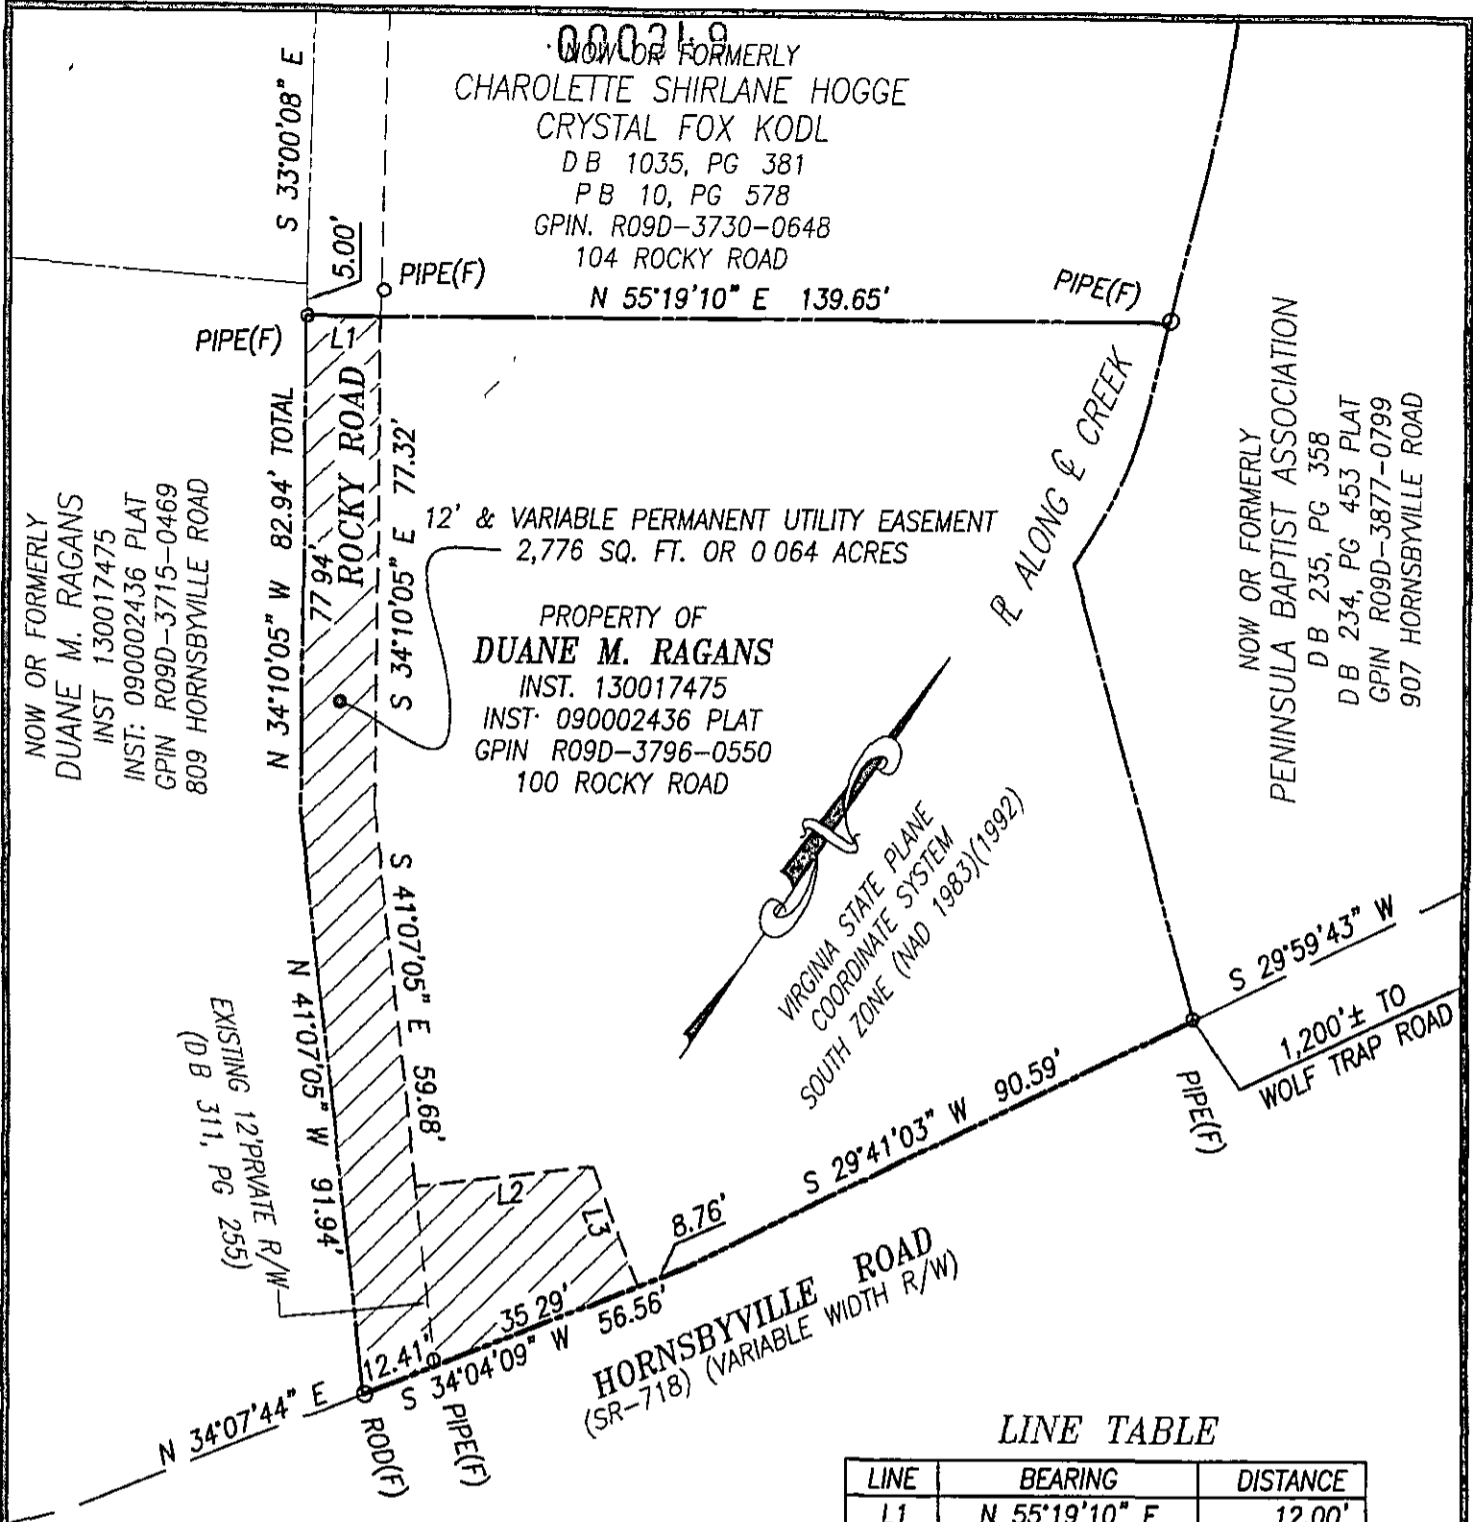 000249
NOW OR FORMERLY
CHAROLETTE SHIRLANE HOGGE
CRYSTAL FOX KODL
DB 1035, PG 381
PB 10, PG 578
GPIN. R09D-3730-0648
104 ROCKY ROAD
S 33°00'08" E
5.00'
PIPE(F)
N 55°19'10" E 139.65'
PIPE(F)
PIPE(F)
L1
ROCKY ROAD
N 34°10'05" W 82.94' TOTAL
77 94'
S 34°10'05" E 77.32'
12' & VARIABLE PERMANENT UTILITY EASEMENT
2,776 SQ. FT. OR 0 064 ACRES
PROPERTY OF
DUANE M. RAGANS
INST. 130017475
INST· 090002436 PLAT
GPIN R09D-3796-0550
100 ROCKY ROAD
NOW OR FORMERLY
DUANE M. RAGANS
INST 130017475
INST: 090002436 PLAT
GPIN R09D-3715-0469
809 HORNSBYVILLE ROAD
PL ALONG CL CREEK
NOW OR FORMERLY
PENINSULA BAPTIST ASSOCIATION
DB 235, PG 358
DB 234, PG 453 PLAT
GPIN R09D-3877-0799
907 HORNSBYVILLE ROAD
VIRGINIA STATE PLANE
COORDINATE SYSTEM
SOUTH ZONE (NAD 1983)(1992)
S 41°07'05" E 59.68'
N 41°07'05" W 91.94'
EXISTING 12'PRVATE R/W
(DB 311, PG 255)
S 29°59'43" W
1,200'± TO
WOLF TRAP ROAD
PIPE(F)
S 29°41'03" W 90.59'
L2
L3
8.76'
35 29'
12.41'
S 34°04'09" W 56.56'
HORNSBYVILLE ROAD
(SR-718) (VARIABLE WIDTH R/W)
N 34°07'44" E
ROD(F)
PIPE(F)
LINE TABLE
LINE BEARING DISTANCE
L1 N 55°19'10" E 12.00'